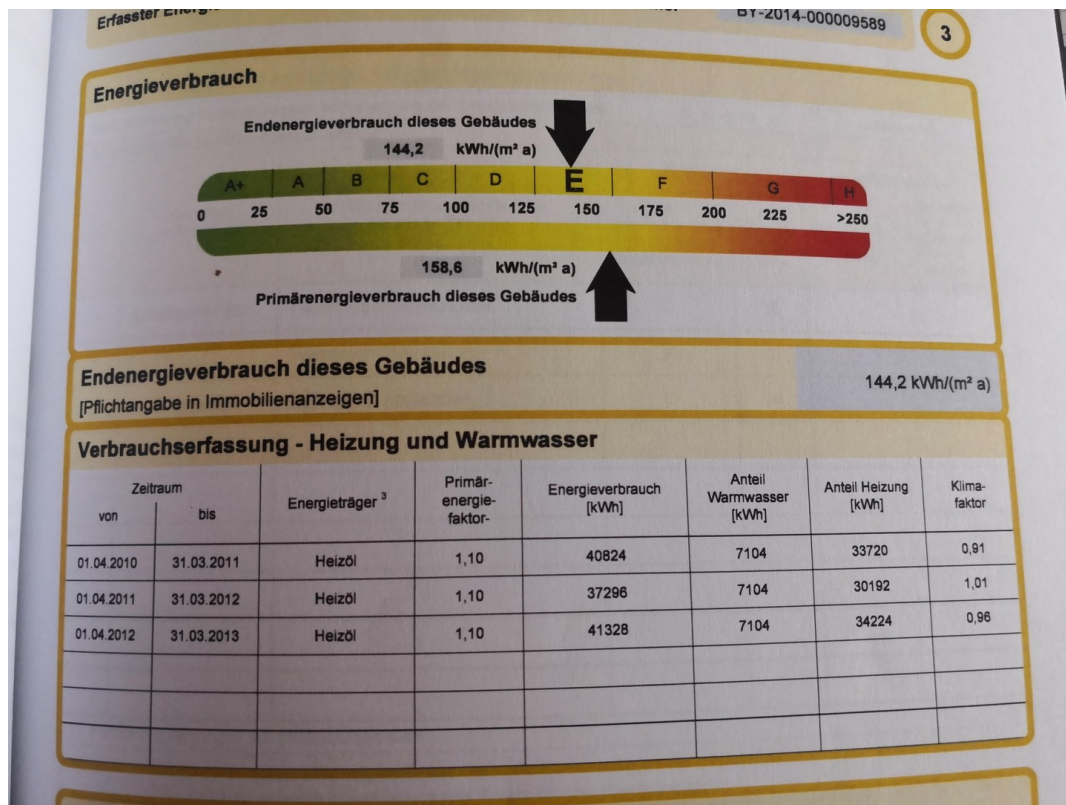 Erfasster
BY-2014-000009589
3
Energieverbrauch
Endenergieverbrauch dieses Gebäudes
144,2 kWh/(m² a)
A+ A B C D E F G H
0 25 50 75 100 125 150 175 200 225 >250
158,6 kWh/(m² a)
Primärenergieverbrauch dieses Gebäudes
Endenergieverbrauch dieses Gebäudes
[Pflichtangabe in Immobilienanzeigen]
144,2 kWh/(m² a)
Verbrauchserfassung - Heizung und Warmwasser
Zeitraum
von bis
Energieträger ³
Primär-
energie-
faktor-
Energieverbrauch
[kWh]
Anteil
Warmwasser
[kWh]
Anteil Heizung
[kWh]
Klima-
faktor
01.04.2010 31.03.2011 Heizöl 1,10 40824 7104 33720 0,91
01.04.2011 31.03.2012 Heizöl 1,10 37296 7104 30192 1,01
01.04.2012 31.03.2013 Heizöl 1,10 41328 7104 34224 0,96